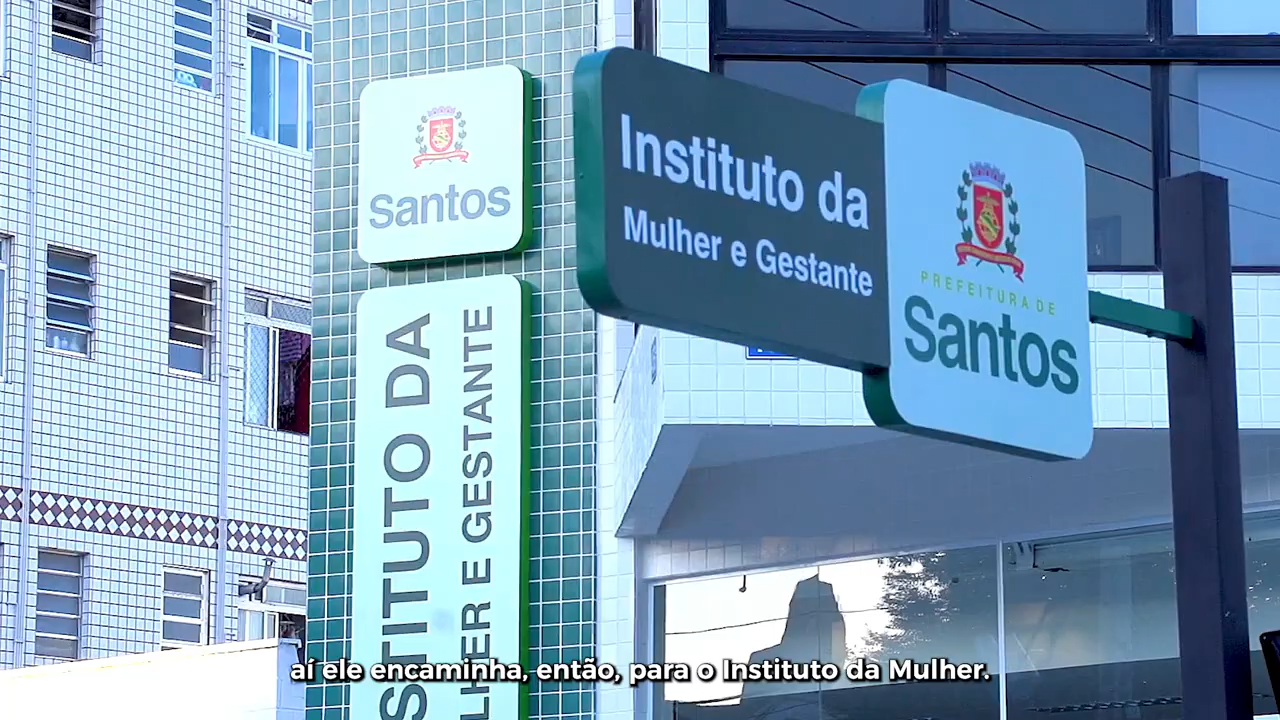 Santos
INSTITUTO DA
MULHER E GESTANTE
Instituto da
Mulher e Gestante
PREFEITURA DE
Santos
aí ele encaminha, então, para o Instituto da Mulher.